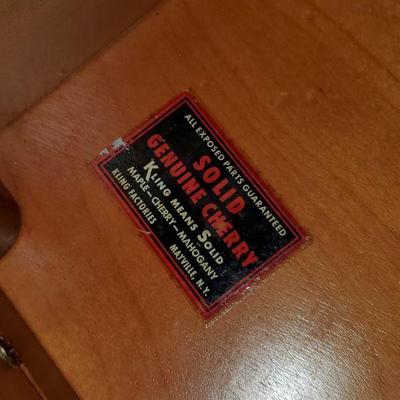 ALL EXPOSED PARTS GUARANTEED
SOLID
GENUINE CHERRY
KLING MEANS SOLID
MAPLE-CHERRY-MAHOGANY
KLING FACTORIES MAYVILLE, N.Y.